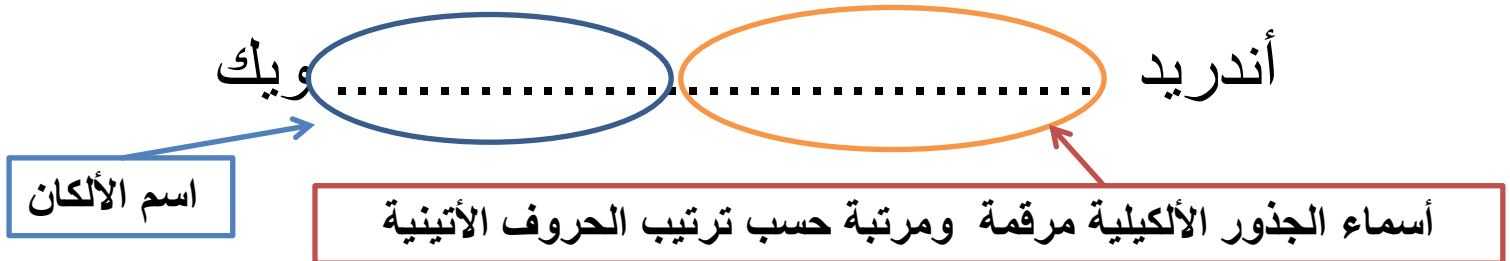 أندريد ........................................ ويك
اسم الألكان
أسماء الجذور الألكيلية مرقمة ومرتبة حسب ترتيب الحروف الأتينية